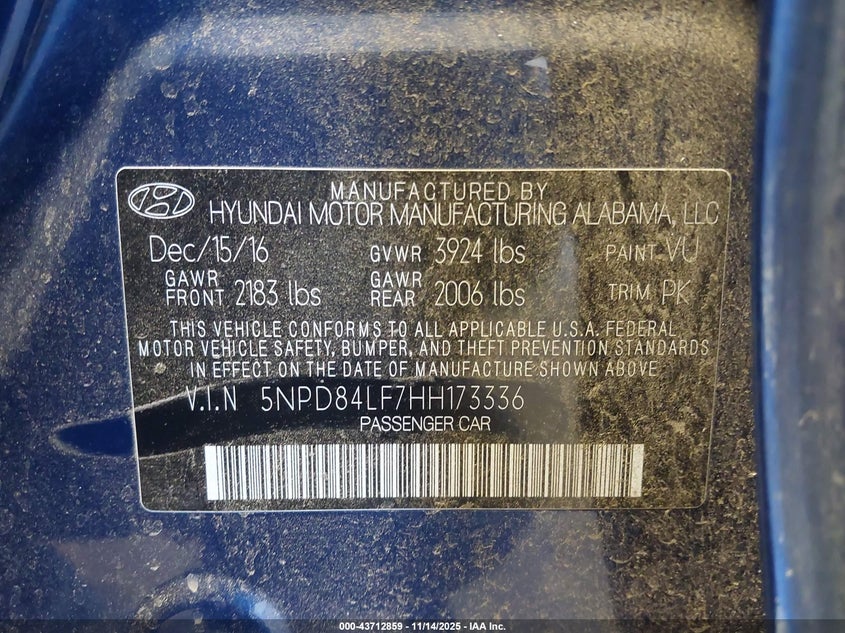 MANUFACTURED BY
HYUNDAI MOTOR MANUFACTURING ALABAMA, LLC
Dec/15/16 GVWR 3924 lbs PAINT VU
GAWR FRONT 2183 lbs GAWR REAR 2006 lbs TRIM PK
THIS VEHICLE CONFORMS TO ALL APPLICABLE U.S.A. FEDERAL
MOTOR VEHICLE SAFETY, BUMPER, AND THEFT PREVENTION STANDARDS
IN EFFECT ON THE DATE OF MANUFACTURE SHOWN ABOVE.
V.I.N 5NPD84LF7HH173336
PASSENGER CAR
000-43712859 - 11/14/2025 - IAA Inc.